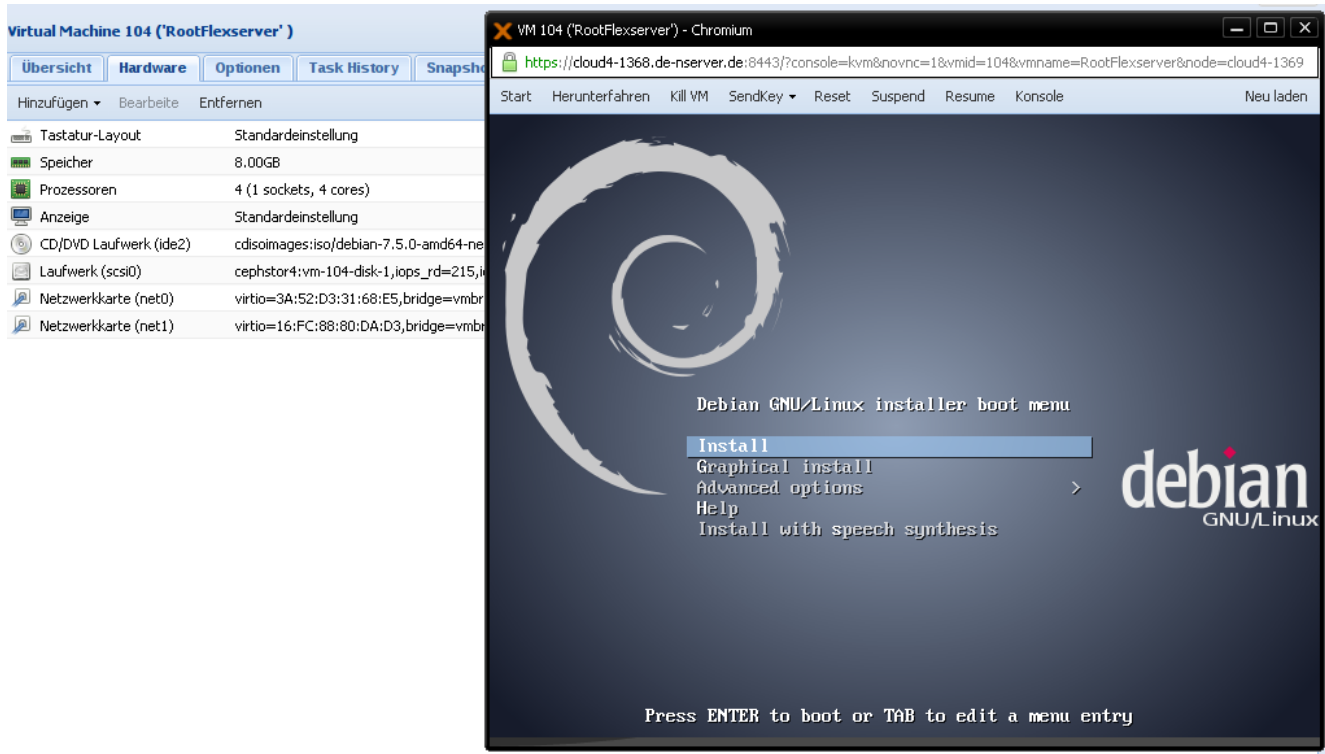 Virtual Machine 104 ('RootFlexserver' )
Übersicht Hardware Optionen Task History Snapsho
Hinzufügen Bearbeite Entfernen
Tastatur-Layout Standardeinstellung
Speicher 8.00GB
Prozessoren 4 (1 sockets, 4 cores)
Anzeige Standardeinstellung
CD/DVD Laufwerk (ide2) cdisoimages:iso/debian-7.5.0-amd64-ne
Laufwerk (scsi0) cephstor4:vm-104-disk-1,iops_rd=215,i
Netzwerkkarte (net0) virtio=3A:52:D3:31:68:E5,bridge=vmbr
Netzwerkkarte (net1) virtio=16:FC:88:80:DA:D3,bridge=vmbr
VM 104 ('RootFlexserver') - Chromium
https://cloud4-1368.de-nserver.de:8443/?console=kvm&novnc=1&vmid=104&vmname=RootFlexserver&node=cloud4-1369
Start Herunterfahren Kill VM SendKey Reset Suspend Resume Konsole Neu laden
Debian GNU/Linux installer boot menu
Install
Graphical install
Advanced options >
Help
Install with speech synthesis
debian
GNU/Linux
Press ENTER to boot or TAB to edit a menu entry